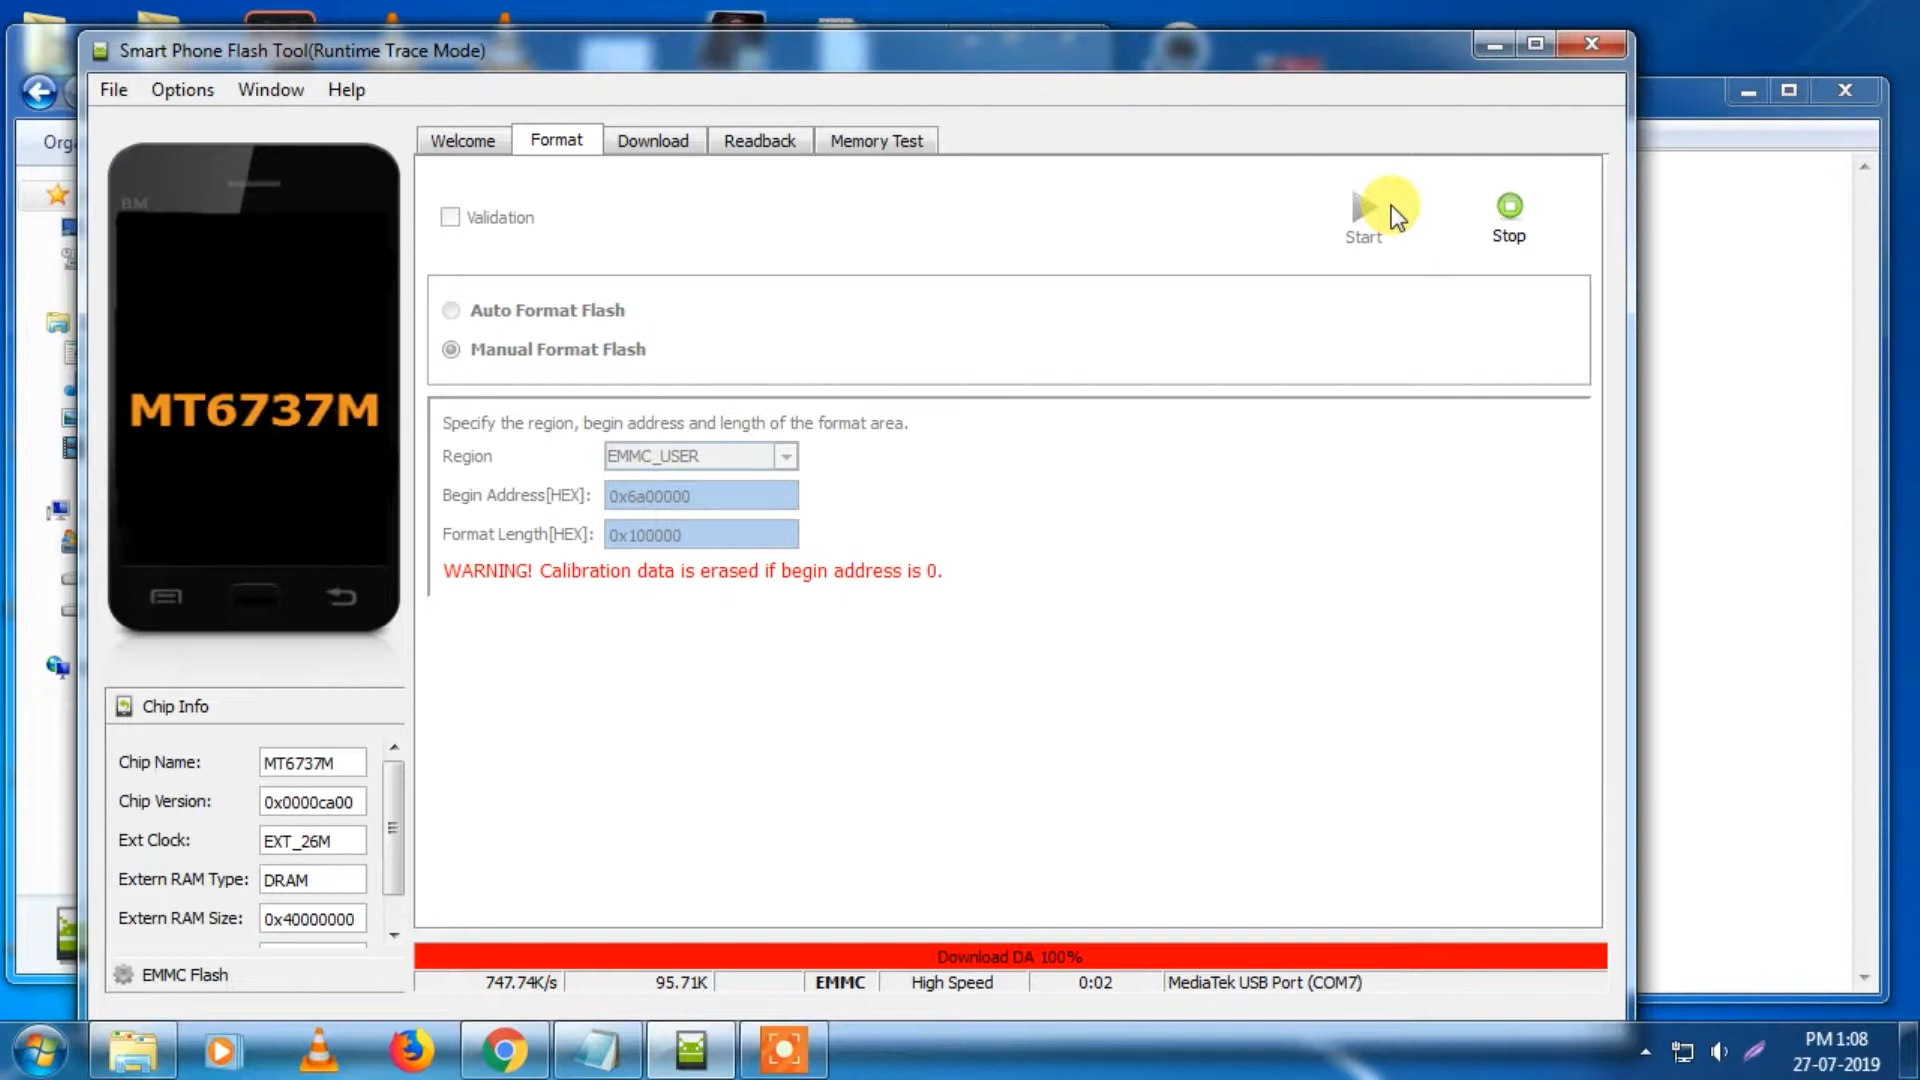 Smart Phone Flash Tool(Runtime Trace Mode)
File Options Window Help
Orga
Welcome Format Download Readback Memory Test
BM
Validation
Start
Stop
Auto Format Flash
Manual Format Flash
MT6737M
Specify the region, begin address and length of the format area.
Region EMMC_USER
Begin Address[HEX]: 0x6a00000
Format Length[HEX]: 0x100000
WARNING! Calibration data is erased if begin address is 0.
Chip Info
Chip Name: MT6737M
Chip Version: 0x0000ca00
Ext Clock: EXT_26M
Extern RAM Type: DRAM
Extern RAM Size: 0x40000000
EMMC Flash
Download DA 100%
747.74K/s 95.71K EMMC High Speed 0:02 MediaTek USB Port (COM7)
PM 1:08
27-07-2019